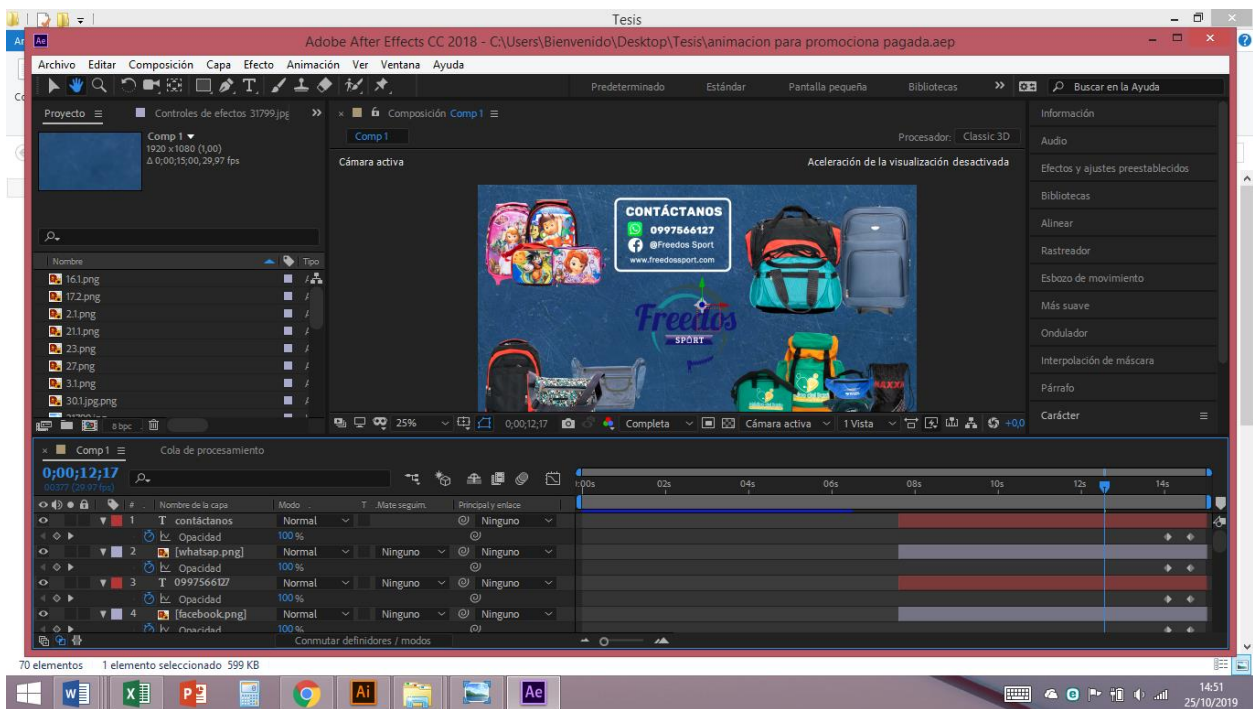 Tesis
Adobe After Effects CC 2018 - C:\Users\Bienvenido\Desktop\Tesis\animacion para promociona pagada.aep
Archivo Editar Composición Capa Efecto Animación Ver Ventana Ayuda
Predeterminado Estándar Pantalla pequeña Bibliotecas Buscar en la Ayuda
Proyecto Controles de efectos 31799.jpg Composición Comp 1 Información
Comp 1
1920 x 1080 (1,00)
Δ 0;00;15;00, 29,97 fps
Comp 1 Procesador: Classic 3D
Cámara activa Aceleración de la visualización desactivada
Audio
Efectos y ajustes preestablecidos
Bibliotecas
Alinear
Rastreador
Esbozo de movimiento
Más suave
Ondulador
Interpolación de máscara
Párrafo
Carácter
CONTÁCTANOS
0997566127
@Freedos Sport
www.freedossport.com
Freedos
SPORT
Nombre Tipo
16.1.png
17.2.png
2.1.png
21.1.png
23.png
27.png
3.1.png
30.1.jpg.png
8 bpc
25% 0;00;12;17 Completa Cámara activa 1 Vista +0,0
Comp 1 Cola de procesamiento
0;00;12;17
00377 (29.97 fps)
02s 04s 06s 08s 10s 12s 14s
# Nombre de la capa Modo T .Mate seguim. Principal y enlace
1 T contáctanos Normal Ninguno
Opacidad 100 %
2 [whatsap.png] Normal Ninguno Ninguno
Opacidad 100 %
3 T 0997566127 Normal Ninguno Ninguno
Opacidad 100 %
4 [facebook.png] Normal Ninguno Ninguno
Opacidad 100 %
Conmutar definidores / modos
70 elementos 1 elemento seleccionado 599 KB
14:51
25/10/2019